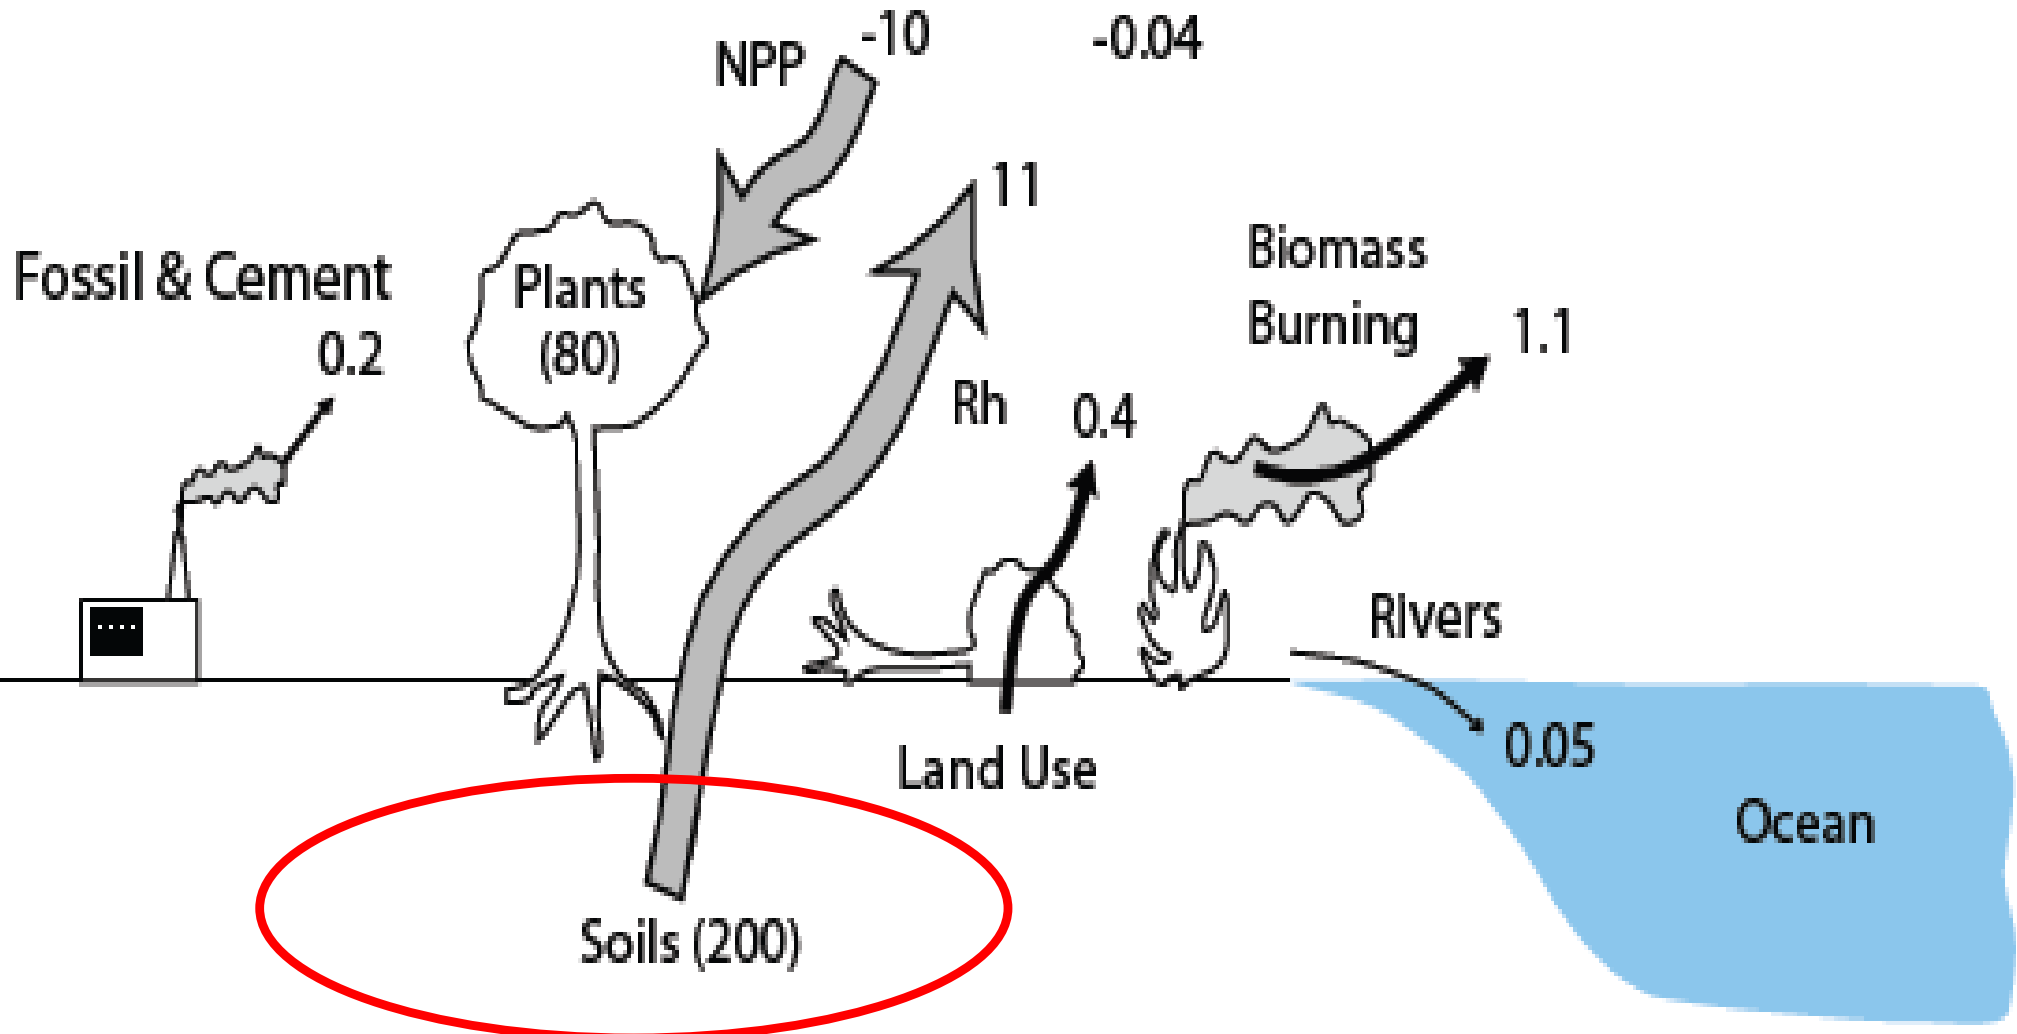 NPP
-10
-0.04
11
Fossil & Cement
0.2
Plants
(80)
Biomass
Burning
1.1
Rh
0.4
Rivers
0.05
Land Use
Ocean
Soils (200)